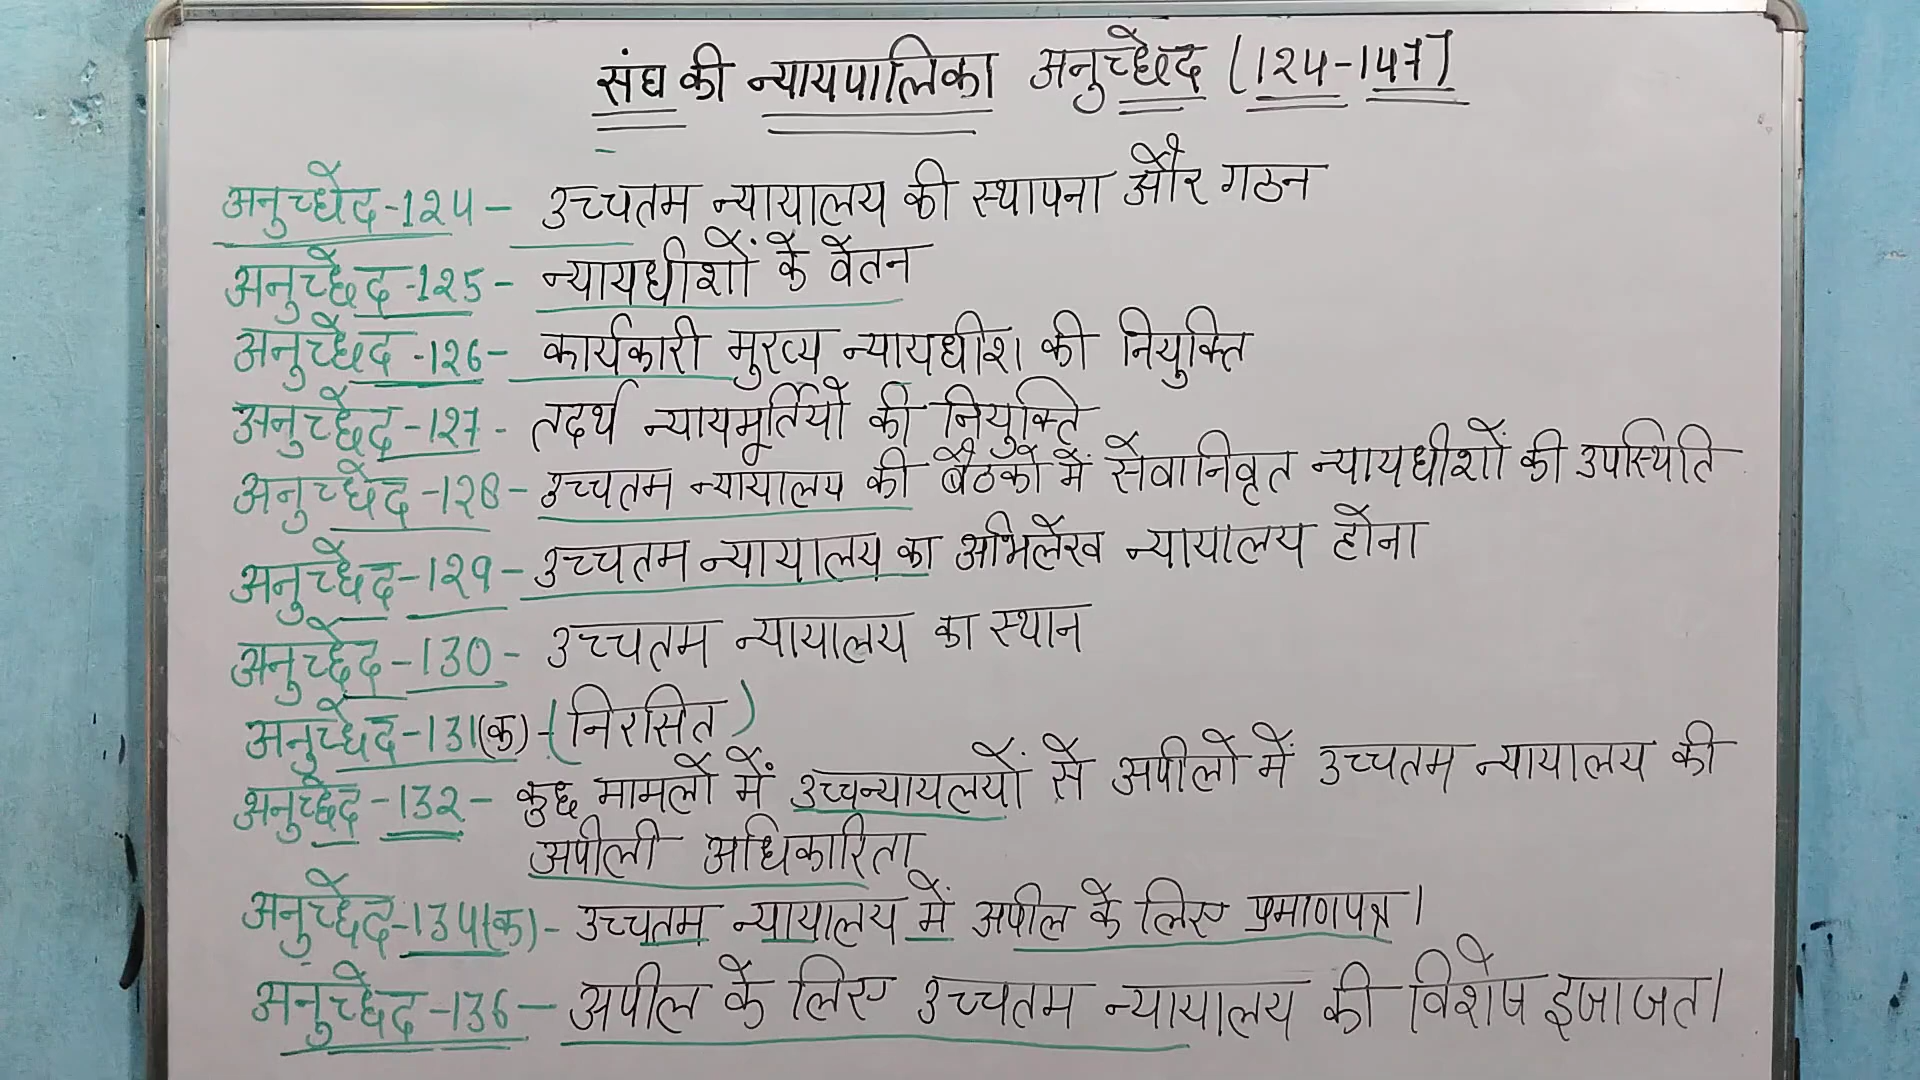 संघ की न्यायपालिका अनुच्छेद (124-147)
अनुच्छेद-124- उच्चतम न्यायालय की स्थापना और गठन
अनुच्छेद-125- न्यायधीशों के वेतन
अनुच्छेद-126- कार्यकारी मुख्य न्यायधीश की नियुक्ति
अनुच्छेद-127- तदर्थ न्यायमूर्तियों की नियुक्ति
अनुच्छेद-128- उच्चतम न्यायालय की बैठकों में सेवानिवृत न्यायधीशों की उपस्थिति
अनुच्छेद-129- उच्चतम न्यायालय का अभिलेख न्यायालय होना
अनुच्छेद-130- उच्चतम न्यायालय का स्थान
अनुच्छेद-131(क)-(निरसित)
अनुच्छेद-132- कुछ मामलों में उच्चन्यायलयों से अपीलों में उच्चतम न्यायालय की
अपीली अधिकारिता
अनुच्छेद-134(क)- उच्चतम न्यायालय में अपील के लिए प्रमाणपत्र।
अनुच्छेद-136- अपील के लिए उच्चतम न्यायालय की विशेष इजाजत।